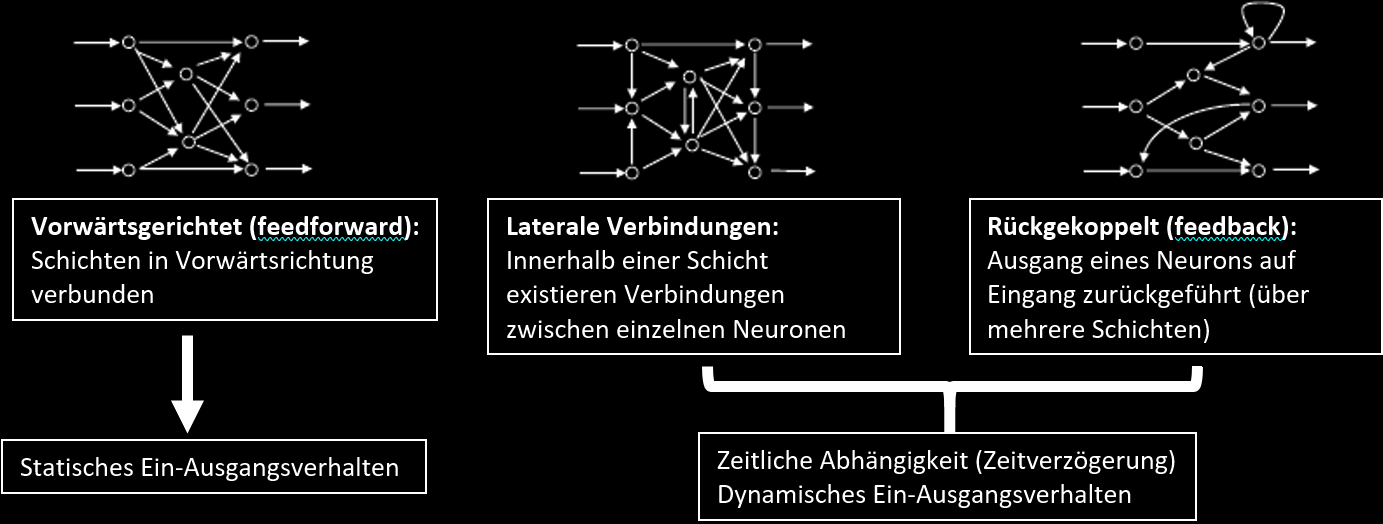 Vorwärtsgerichtet (feedforward):
Schichten in Vorwärtsrichtung
verbunden
Laterale Verbindungen:
Innerhalb einer Schicht
existieren Verbindungen
zwischen einzelnen Neuronen
Rückgekoppelt (feedback):
Ausgang eines Neurons auf
Eingang zurückgeführt (über
mehrere Schichten)
Statisches Ein-Ausgangsverhalten
Zeitliche Abhängigkeit (Zeitverzögerung)
Dynamisches Ein-Ausgangsverhalten